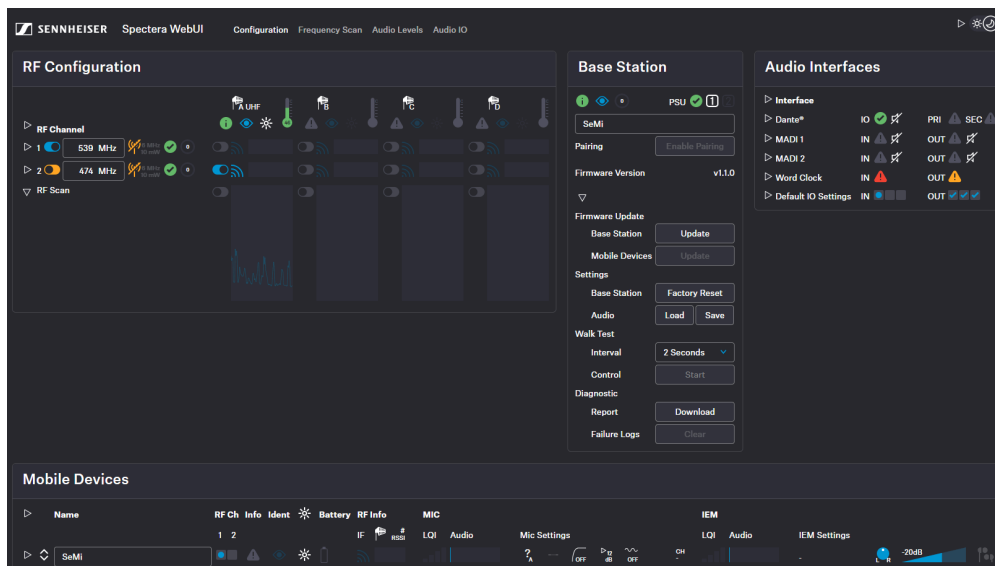 SENNHEISER Spectera WebUI Configuration Frequency Scan Audio Levels Audio IO
RF Configuration
A UHF B C D
RF Channel
1 539 MHz
2 474 MHz
RF Scan
Base Station
PSU 1
SeMi
Pairing Enable Pairing
Firmware Version v1.1.0
Firmware Update
Base Station Update
Mobile Devices Update
Settings
Base Station Factory Reset
Audio Load Save
Walk Test
Interval 2 Seconds
Control Start
Diagnostic
Report Download
Failure Logs Clear
Audio Interfaces
Interface
Dante® IO PRI SEC
MADI 1 IN OUT
MADI 2 IN OUT
Word Clock IN OUT
Default IO Settings IN OUT
Mobile Devices
Name RF Ch Info Ident Battery RF Info MIC IEM
1 2 IF # RSSI LQI Audio Mic Settings LQI Audio IEM Settings
SeMi ? A -- OFF 12 dB OFF CH - - L R -20dB